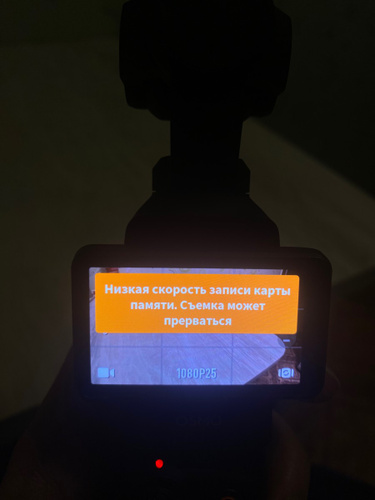 Низкая скорость записи карты
памяти. Съемка может
прерваться
1080P25